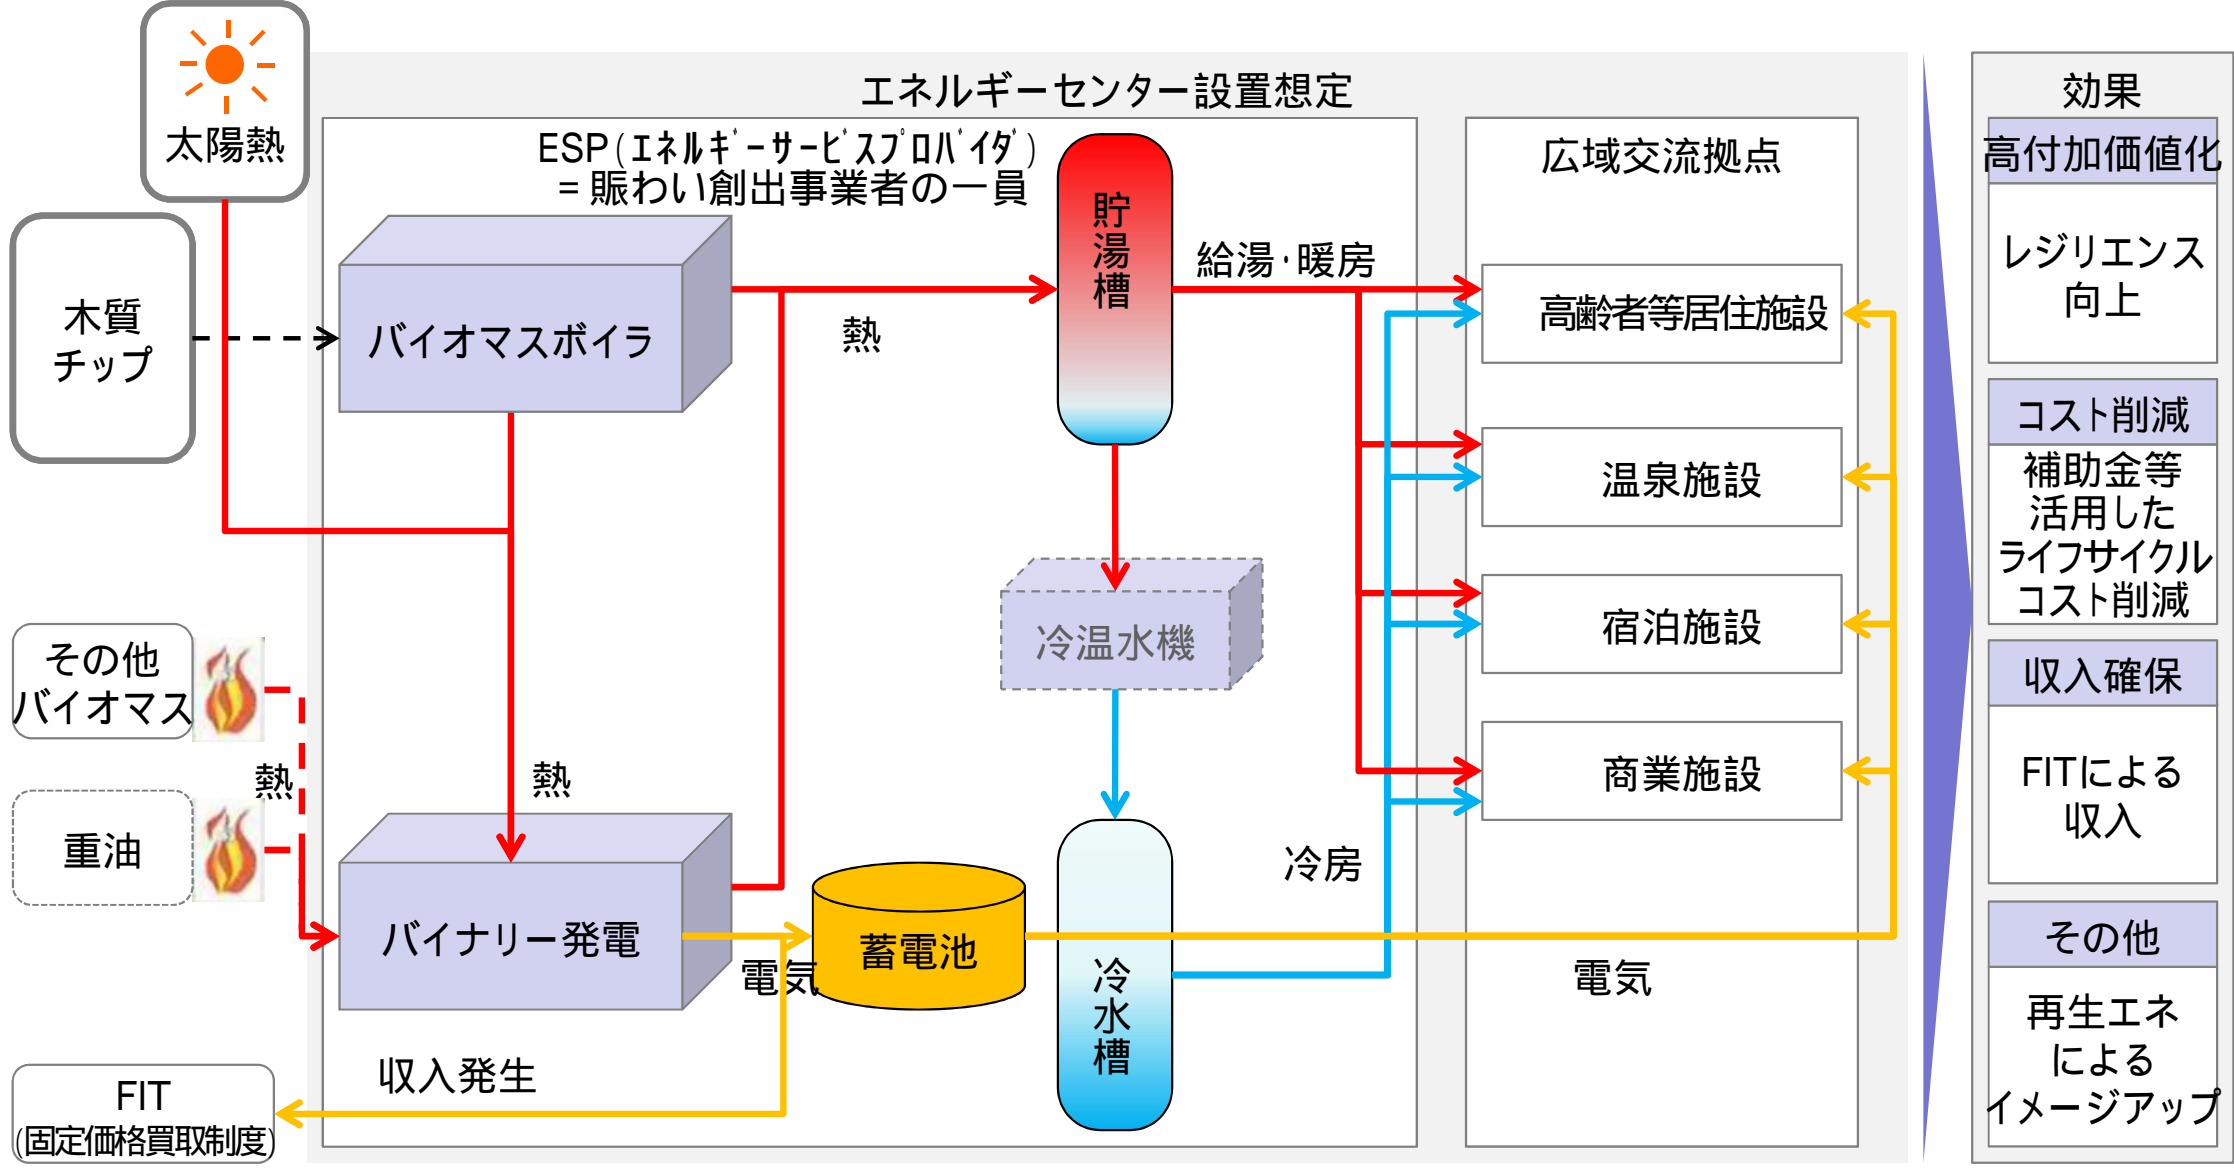 エネルギーセンター設置想定
太陽熱
木質
チップ
ESP(ｴﾈﾙｷﾞｰｻｰﾋﾞｽﾌﾟﾛﾊﾞｲﾀﾞ)
=賑わい創出事業者の一員
バイオマスボイラ
熱
貯湯槽
給湯･暖房
冷温水機
その他
バイオマス
熱
重油
熱
バイナリー発電
電気
蓄電池
冷水槽
冷房
収入発生
FIT
(固定価格買取制度)
広域交流拠点
高齢者等居住施設
温泉施設
宿泊施設
商業施設
電気
効果
高付加価値化
レジリエンス
向上
コスト削減
補助金等
活用した
ライフサイクル
コスト削減
収入確保
FITによる
収入
その他
再生エネ
による
イメージアップ